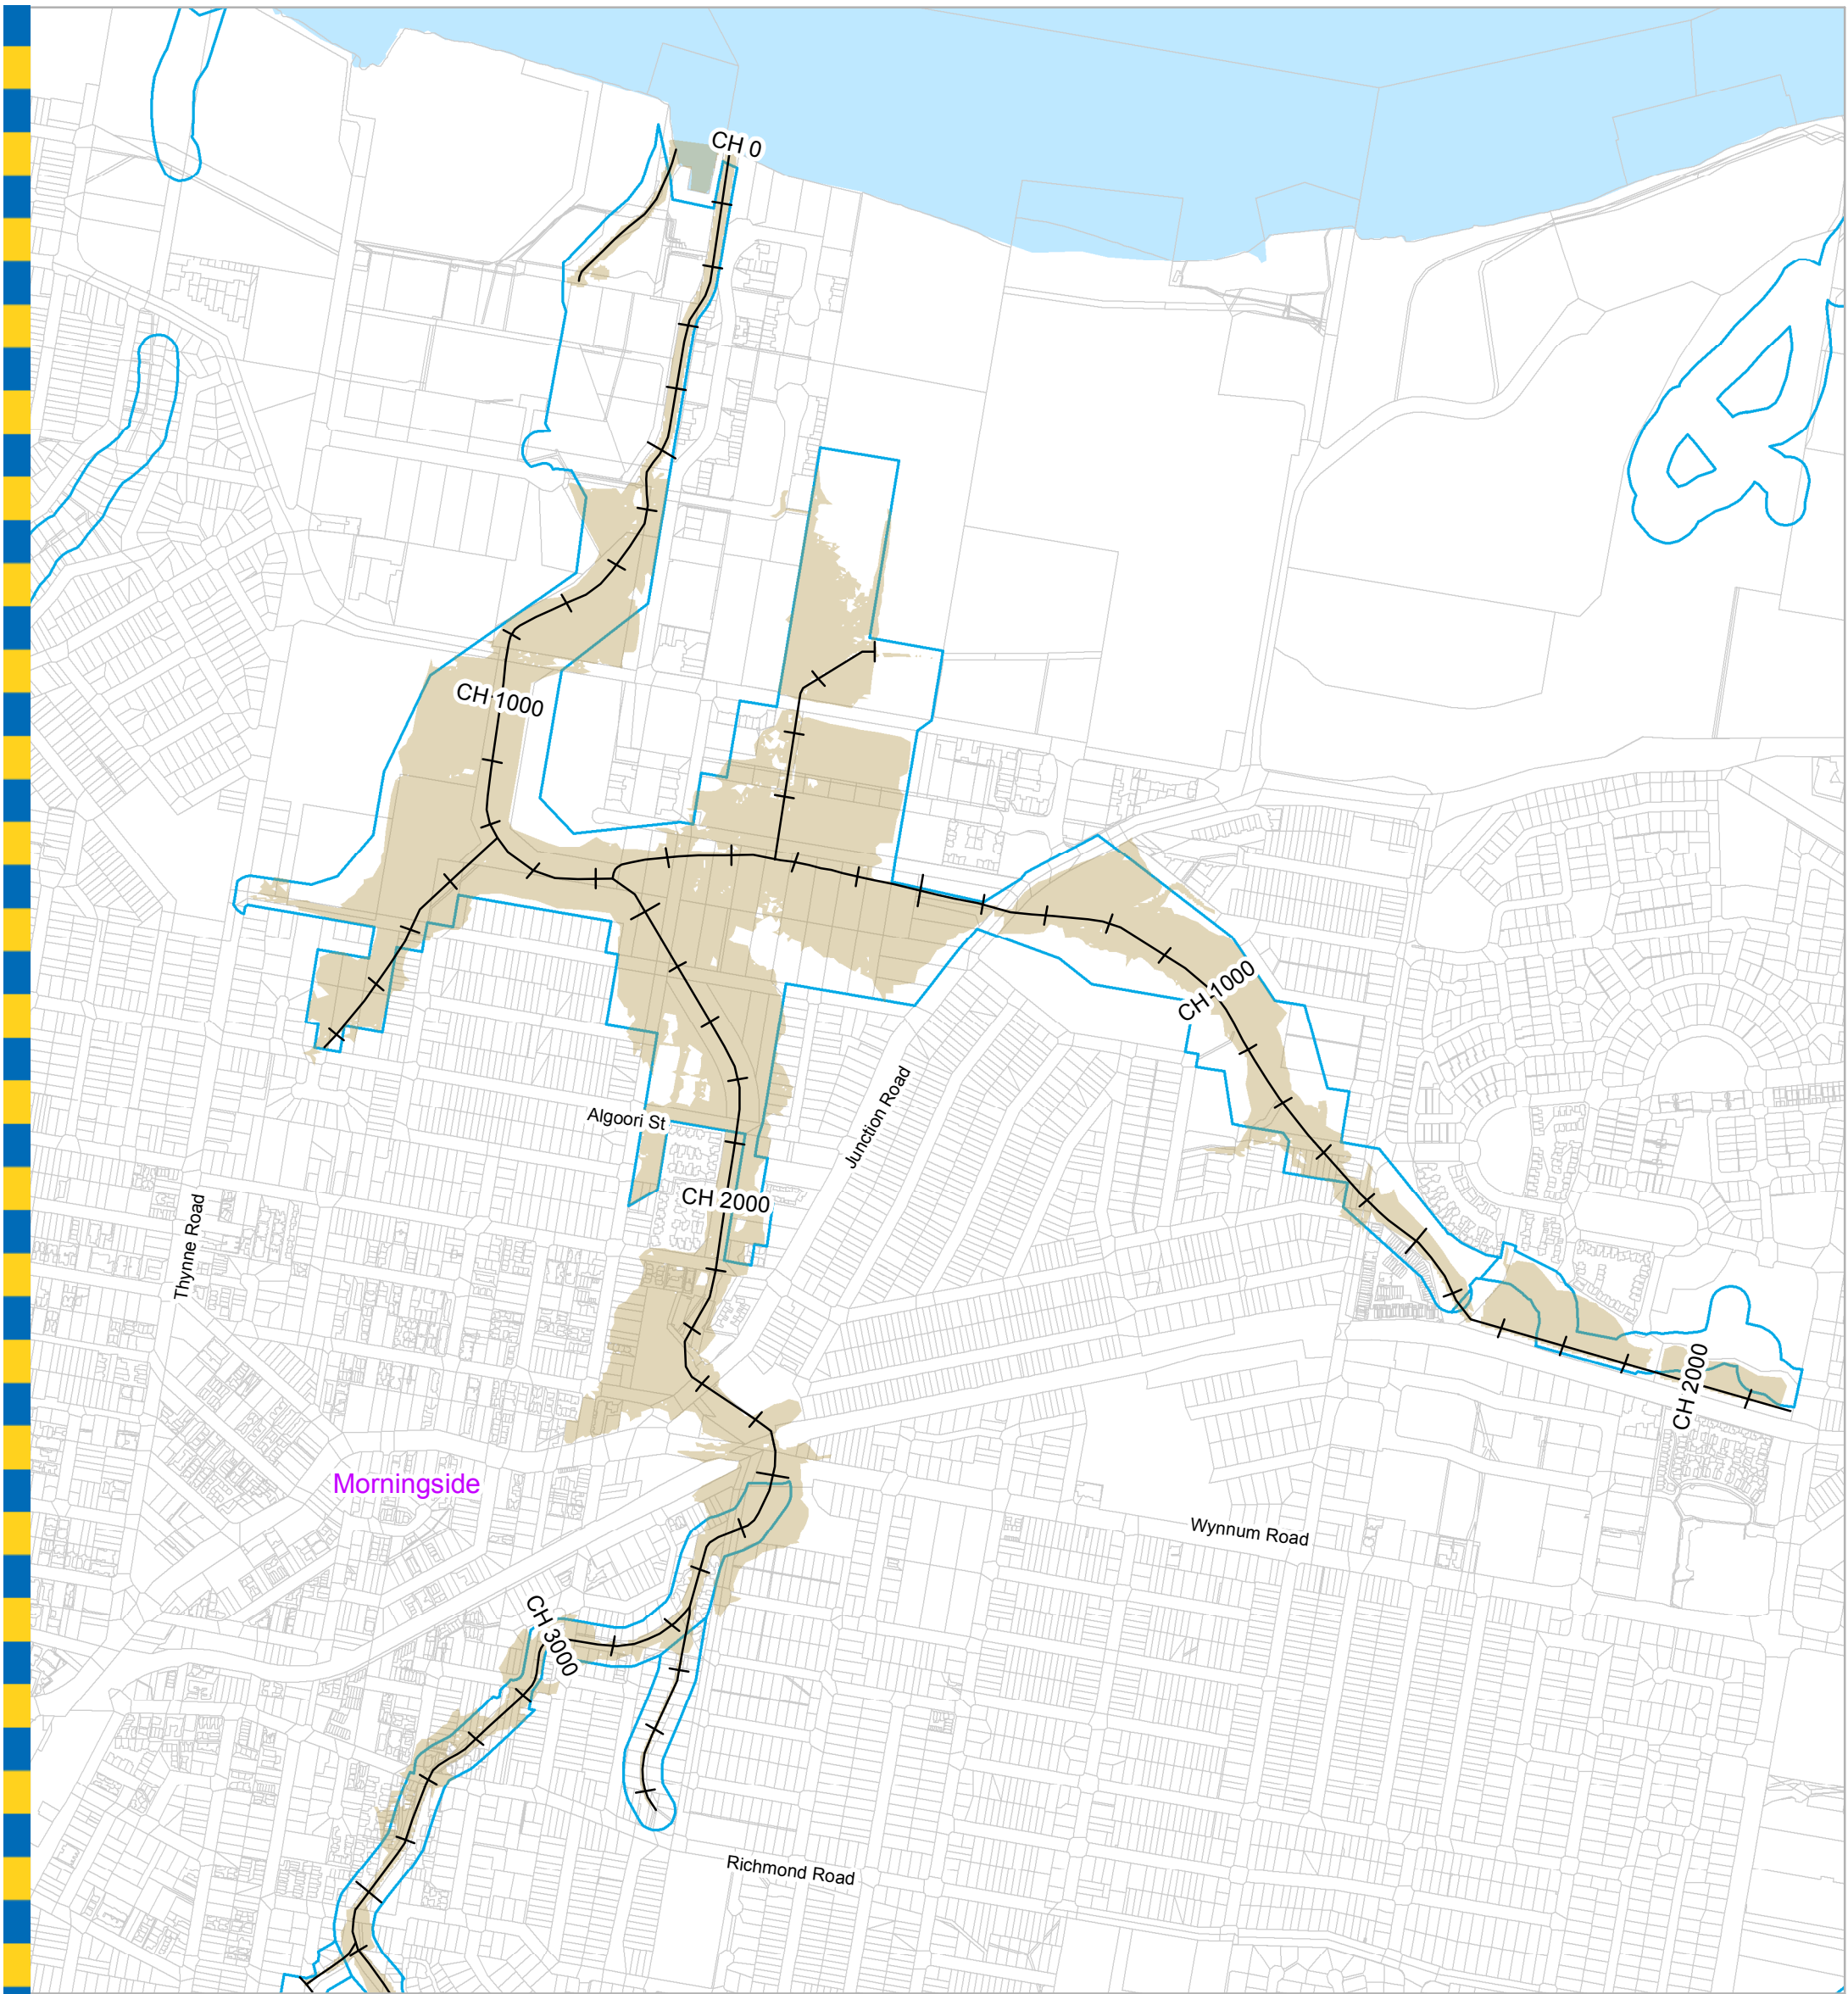 CH 0
CH 1000
CH 1000
Junction Road
Algoori St
CH 2000
Thynne Road
CH 2000
Morningside
Wynnum Road
CH 3000
Richmond Road